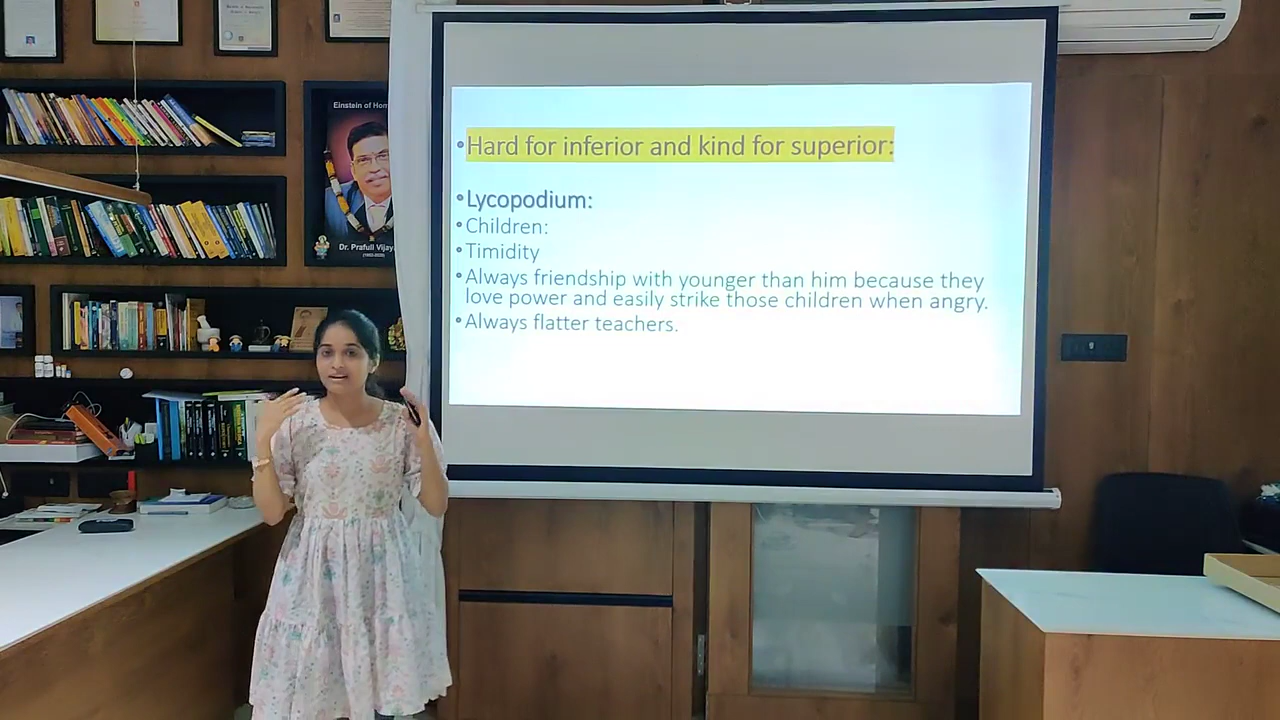 Einstein of Hom
Dr. Prafull Vijay
•Hard for inferior and kind for superior:
•Lycopodium:
•Children:
•Timidity
•Always friendship with younger than him because they
love power and easily strike those children when angry.
•Always flatter teachers.